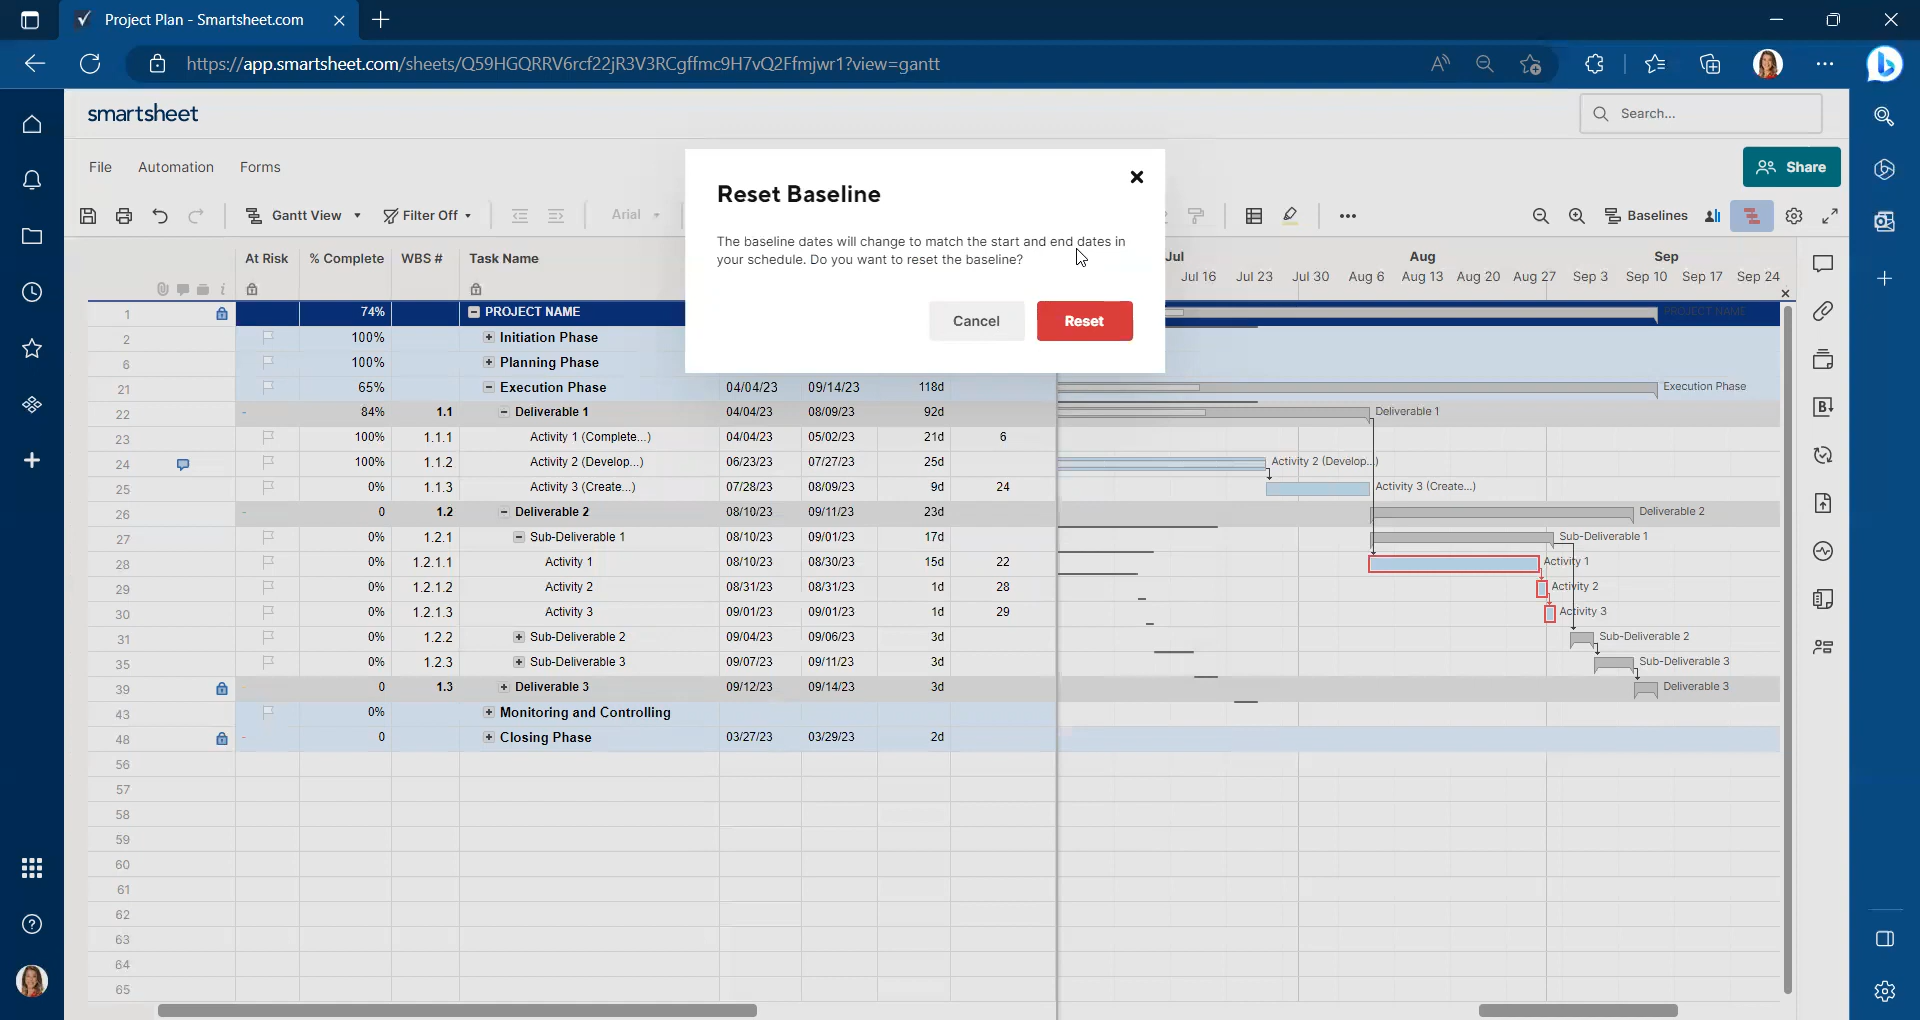 Project Plan - Smartsheet.com
https://app.smartsheet.com/sheets/Q59HGQRRV6rcf22jR3V3RCgffmc9H7vQ2Ffmjwr1?view=gantt
smartsheet
Search...
File Automation Forms
Share
Gantt View Filter Off Arial Baselines
Reset Baseline
The baseline dates will change to match the start and end dates in
your schedule. Do you want to reset the baseline?
Cancel Reset
At Risk % Complete WBS # Task Name
Jul Aug Sep
Jul 16 Jul 23 Jul 30 Aug 6 Aug 13 Aug 20 Aug 27 Sep 3 Sep 10 Sep 17 Sep 24
1 74% PROJECT NAME PROJECT NAME
2 100% Initiation Phase
6 100% Planning Phase
21 65% Execution Phase 04/04/23 09/14/23 118d Execution Phase
22 84% 1.1 Deliverable 1 04/04/23 08/09/23 92d Deliverable 1
23 100% 1.1.1 Activity 1 (Complete...) 04/04/23 05/02/23 21d 6
24 100% 1.1.2 Activity 2 (Develop...) 06/23/23 07/27/23 25d Activity 2 (Develop...)
25 0% 1.1.3 Activity 3 (Create...) 07/28/23 08/09/23 9d 24 Activity 3 (Create...)
26 0 1.2 Deliverable 2 08/10/23 09/11/23 23d Deliverable 2
27 0% 1.2.1 Sub-Deliverable 1 08/10/23 09/01/23 17d Sub-Deliverable 1
28 0% 1.2.1.1 Activity 1 08/10/23 08/30/23 15d 22 Activity 1
29 0% 1.2.1.2 Activity 2 08/31/23 08/31/23 1d 28 Activity 2
30 0% 1.2.1.3 Activity 3 09/01/23 09/01/23 1d 29 Activity 3
31 0% 1.2.2 Sub-Deliverable 2 09/04/23 09/06/23 3d Sub-Deliverable 2
35 0% 1.2.3 Sub-Deliverable 3 09/07/23 09/11/23 3d Sub-Deliverable 3
39 0 1.3 Deliverable 3 09/12/23 09/14/23 3d Deliverable 3
43 0% Monitoring and Controlling
48 0 Closing Phase 03/27/23 03/29/23 2d
56
57
58
59
60
61
62
63
64
65